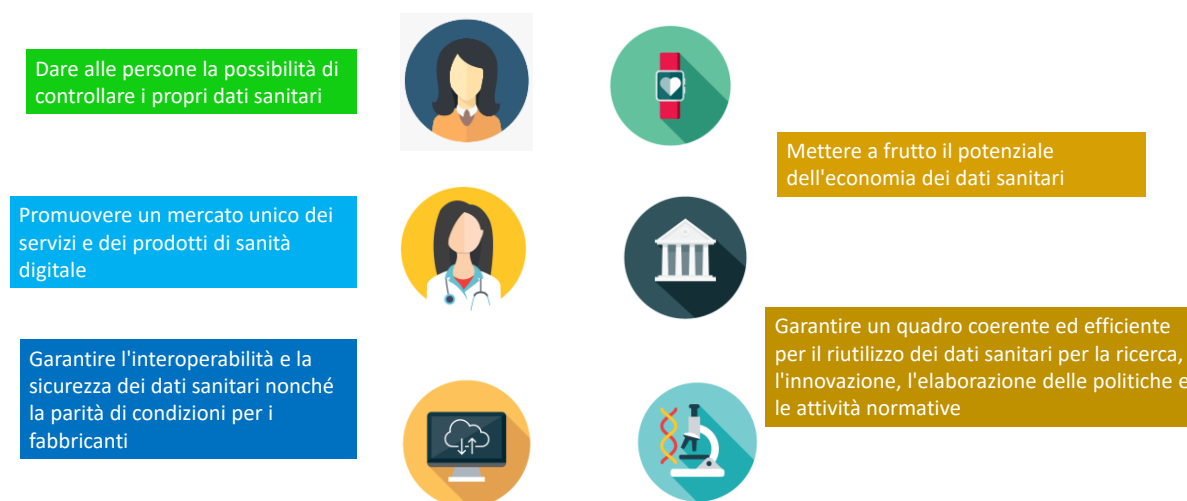 Dare alle persone la possibilità di
controllare i propri dati sanitari
Promuovere un mercato unico dei
servizi e dei prodotti di sanità
digitale
Garantire l'interoperabilità e la
sicurezza dei dati sanitari nonché
la parità di condizioni per i
fabbricanti
Mettere a frutto il potenziale
dell'economia dei dati sanitari
Garantire un quadro coerente ed efficiente
per il riutilizzo dei dati sanitari per la ricerca,
l'innovazione, l'elaborazione delle politiche e
le attività normative